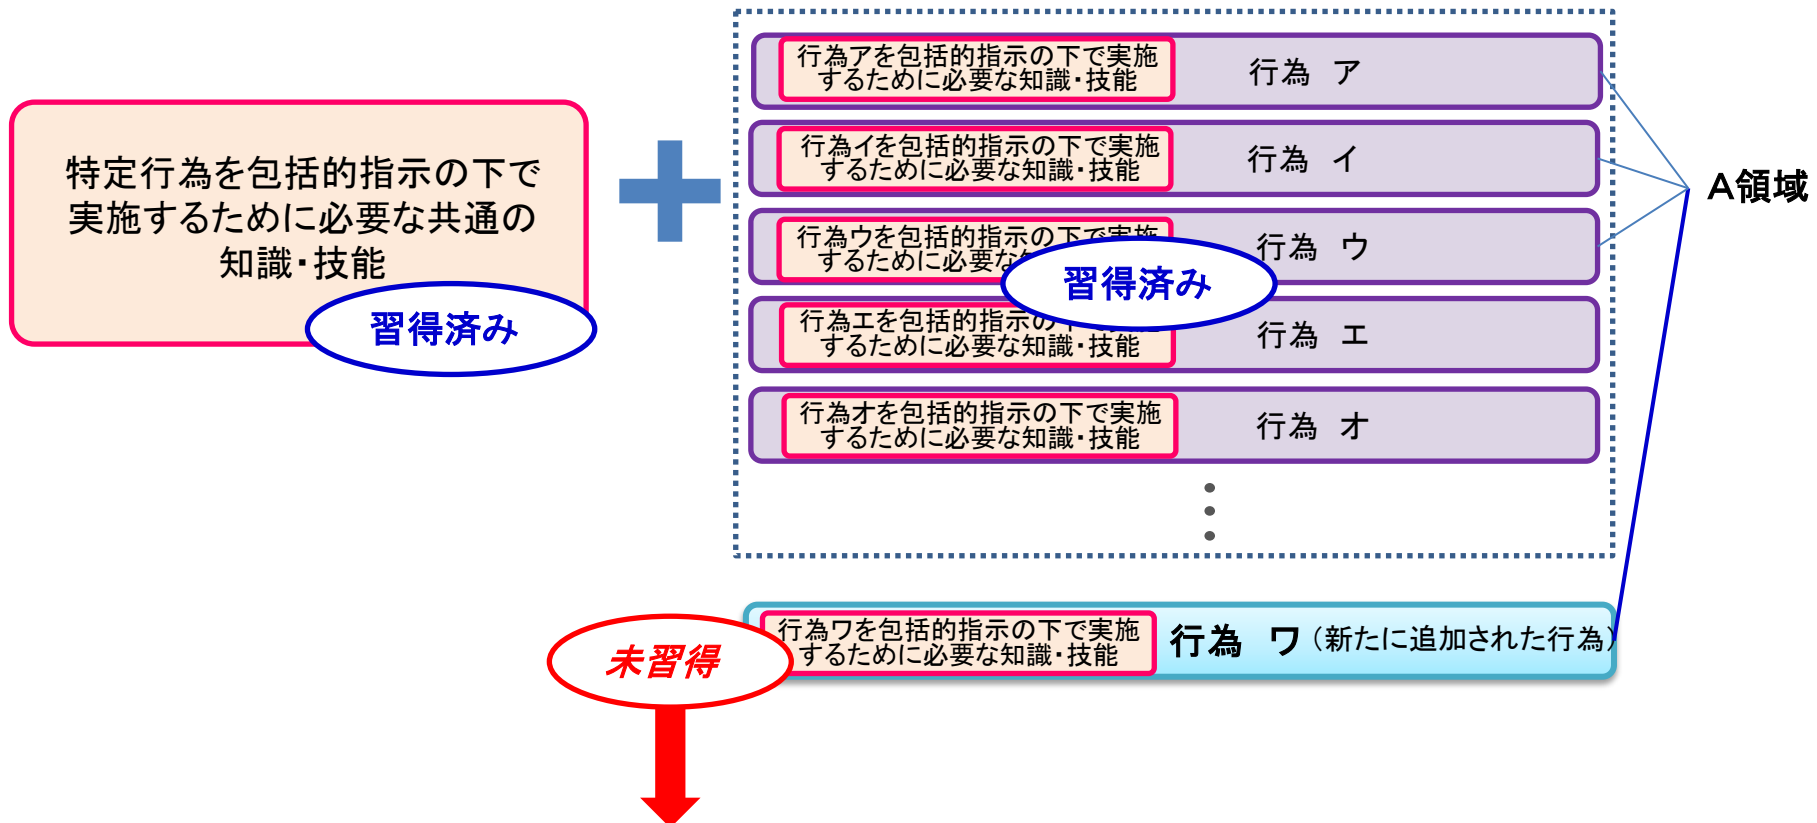 特定行為を包括的指示の下で
実施するために必要な共通の
知識・技能
習得済み
行為アを包括的指示の下で実施
するために必要な知識・技能
行為　ア
行為イを包括的指示の下で実施
するために必要な知識・技能
行為　イ
行為ウを包括的指示の下で実施
するために必要な
行為　ウ
習得済み
行為エを包括的指示の下
するために必要な知識・技能
行為　エ
行為オを包括的指示の下で実施
するために必要な知識・技能
行為　オ
Ａ領域
未習得
行為ワを包括的指示の下で実施
するために必要な知識・技能
行為　ワ（新たに追加された行為）